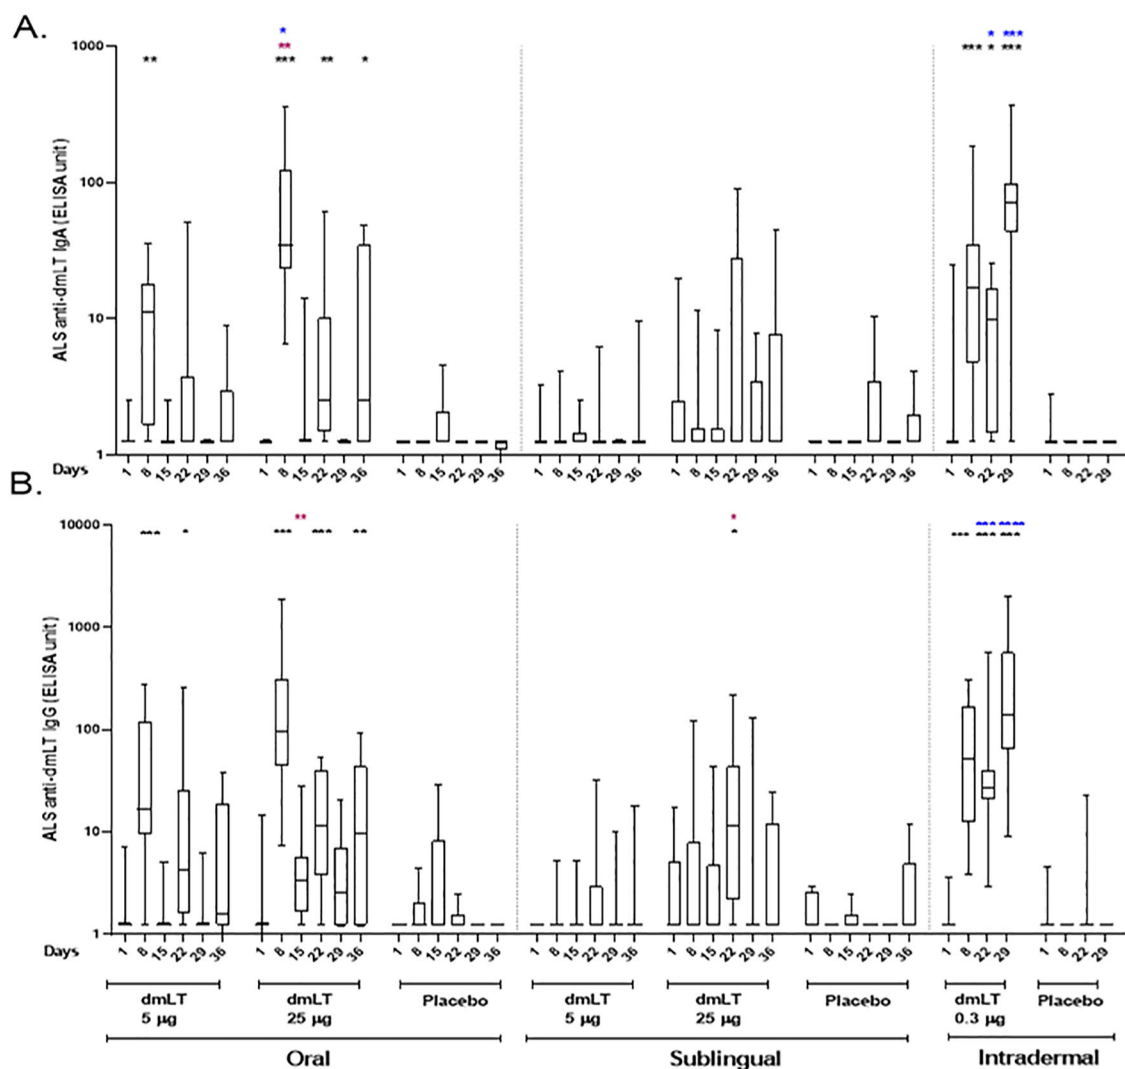 A.
* *
** ** * * ***
** *** ** * *** * ***
1000
100
10
1
ALS anti-dmLT IgA (ELISA unit)
Days 1 8 15 22 29 36 1 8 15 22 29 36 1 8 15 22 29 36 1 8 15 22 29 36 1 8 15 22 29 36 1 8 15 22 29 36 1 8 22 29 1 8 22 29
B.
** *
10000
1000
100
10
1
ALS anti-dmLT IgG (ELISA unit)
Days 1 8 15 22 29 36 1 8 15 22 29 36 1 8 15 22 29 36 1 8 15 22 29 36 1 8 15 22 29 36 1 8 15 22 29 36 1 8 22 29 1 8 22 29
dmLT 5 µg
dmLT 25 µg
Placebo
dmLT 5 µg
dmLT 25 µg
Placebo
dmLT 0.3 µg
Placebo
Oral
Sublingual
Intradermal